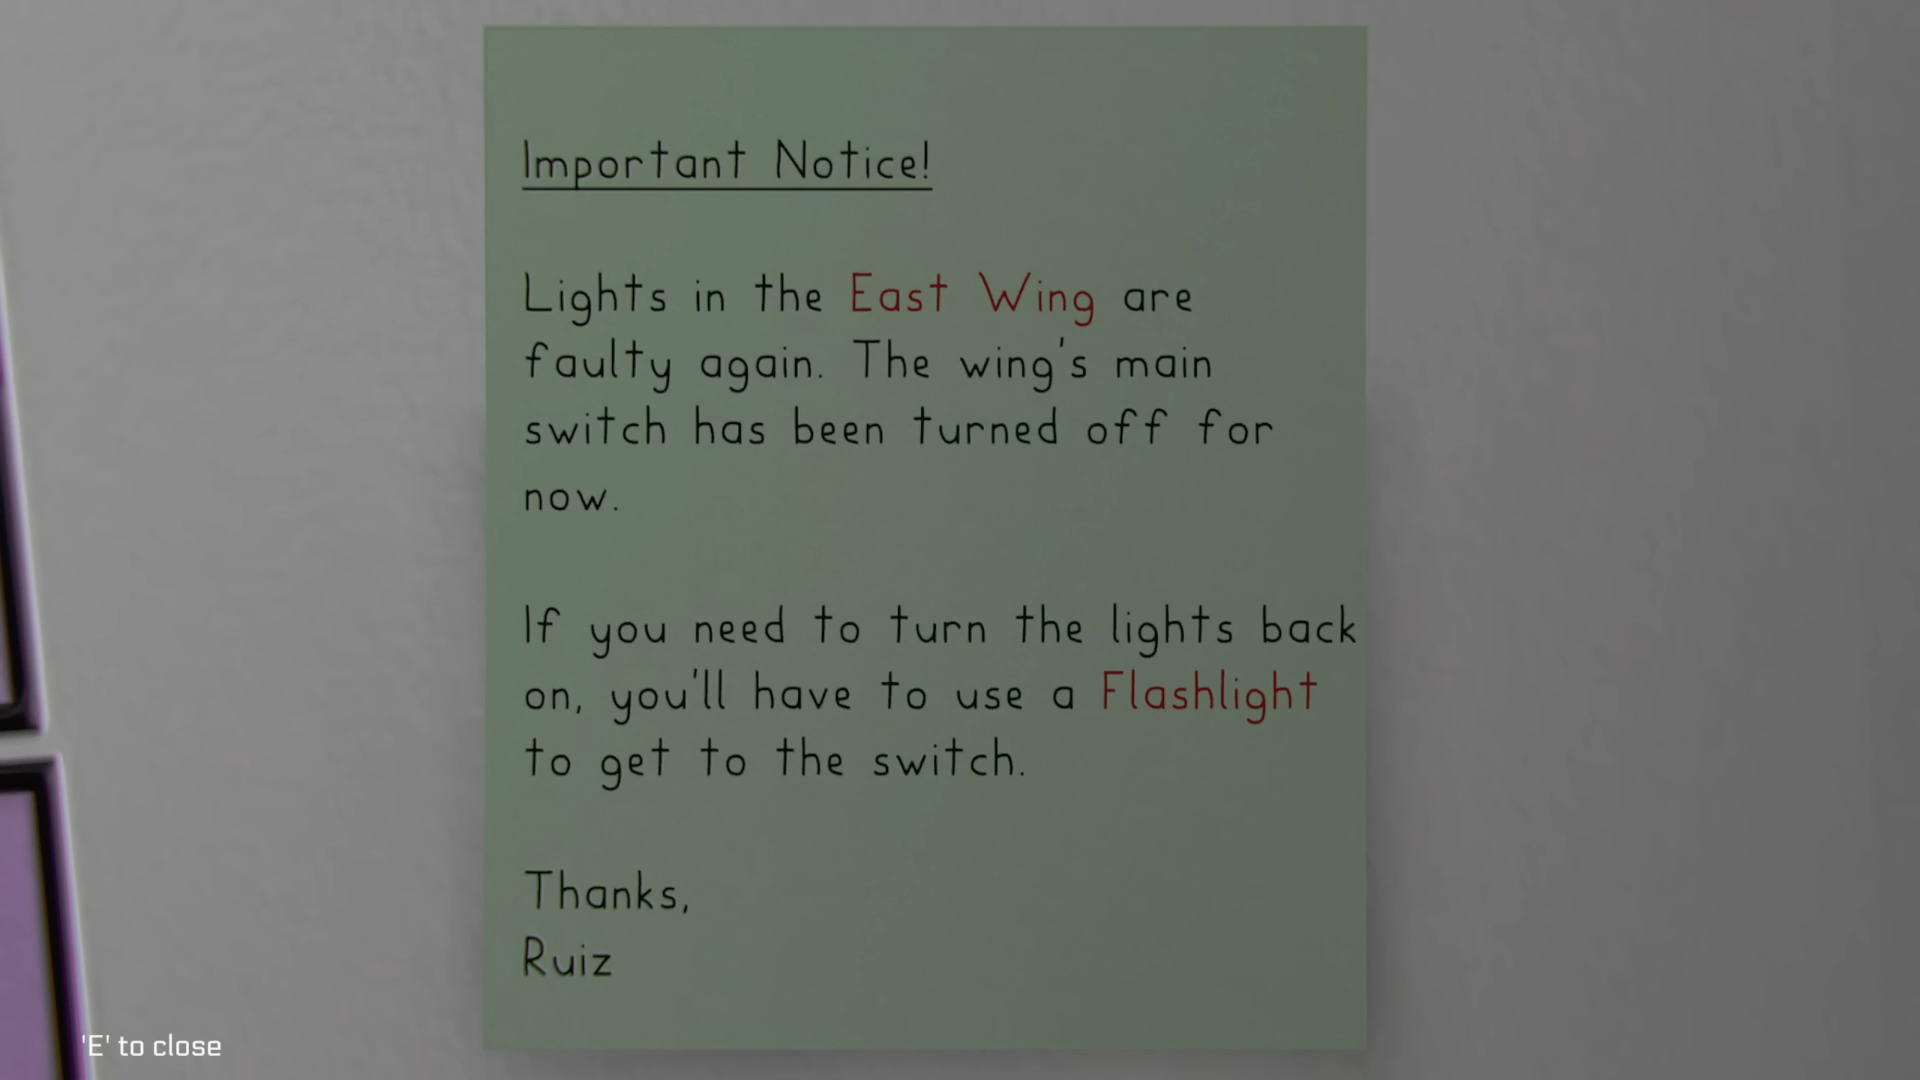 Important Notice!
Lights in the East Wing are
faulty again. The wing's main
switch has been turned off for
now.
If you need to turn the lights back
on, you'll have to use a Flashlight
to get to the switch.
Thanks,
Ruiz
'E' to close